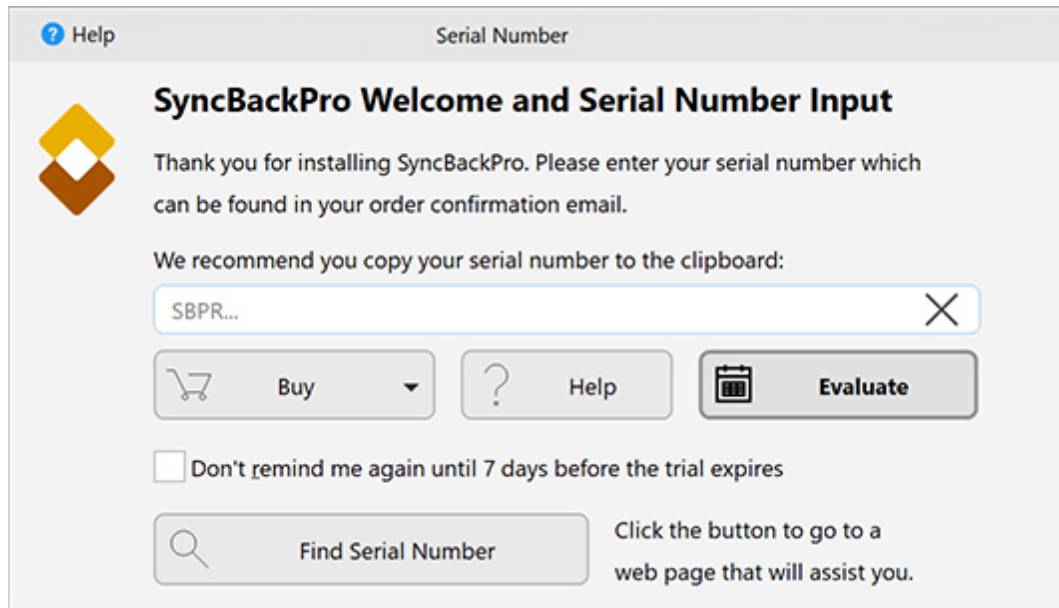 Help
Serial Number
SyncBackPro Welcome and Serial Number Input
Thank you for installing SyncBackPro. Please enter your serial number which
can be found in your order confirmation email.
We recommend you copy your serial number to the clipboard:
SBPR...
Buy
Help
Evaluate
Don't remind me again until 7 days before the trial expires
Find Serial Number
Click the button to go to a
web page that will assist you.